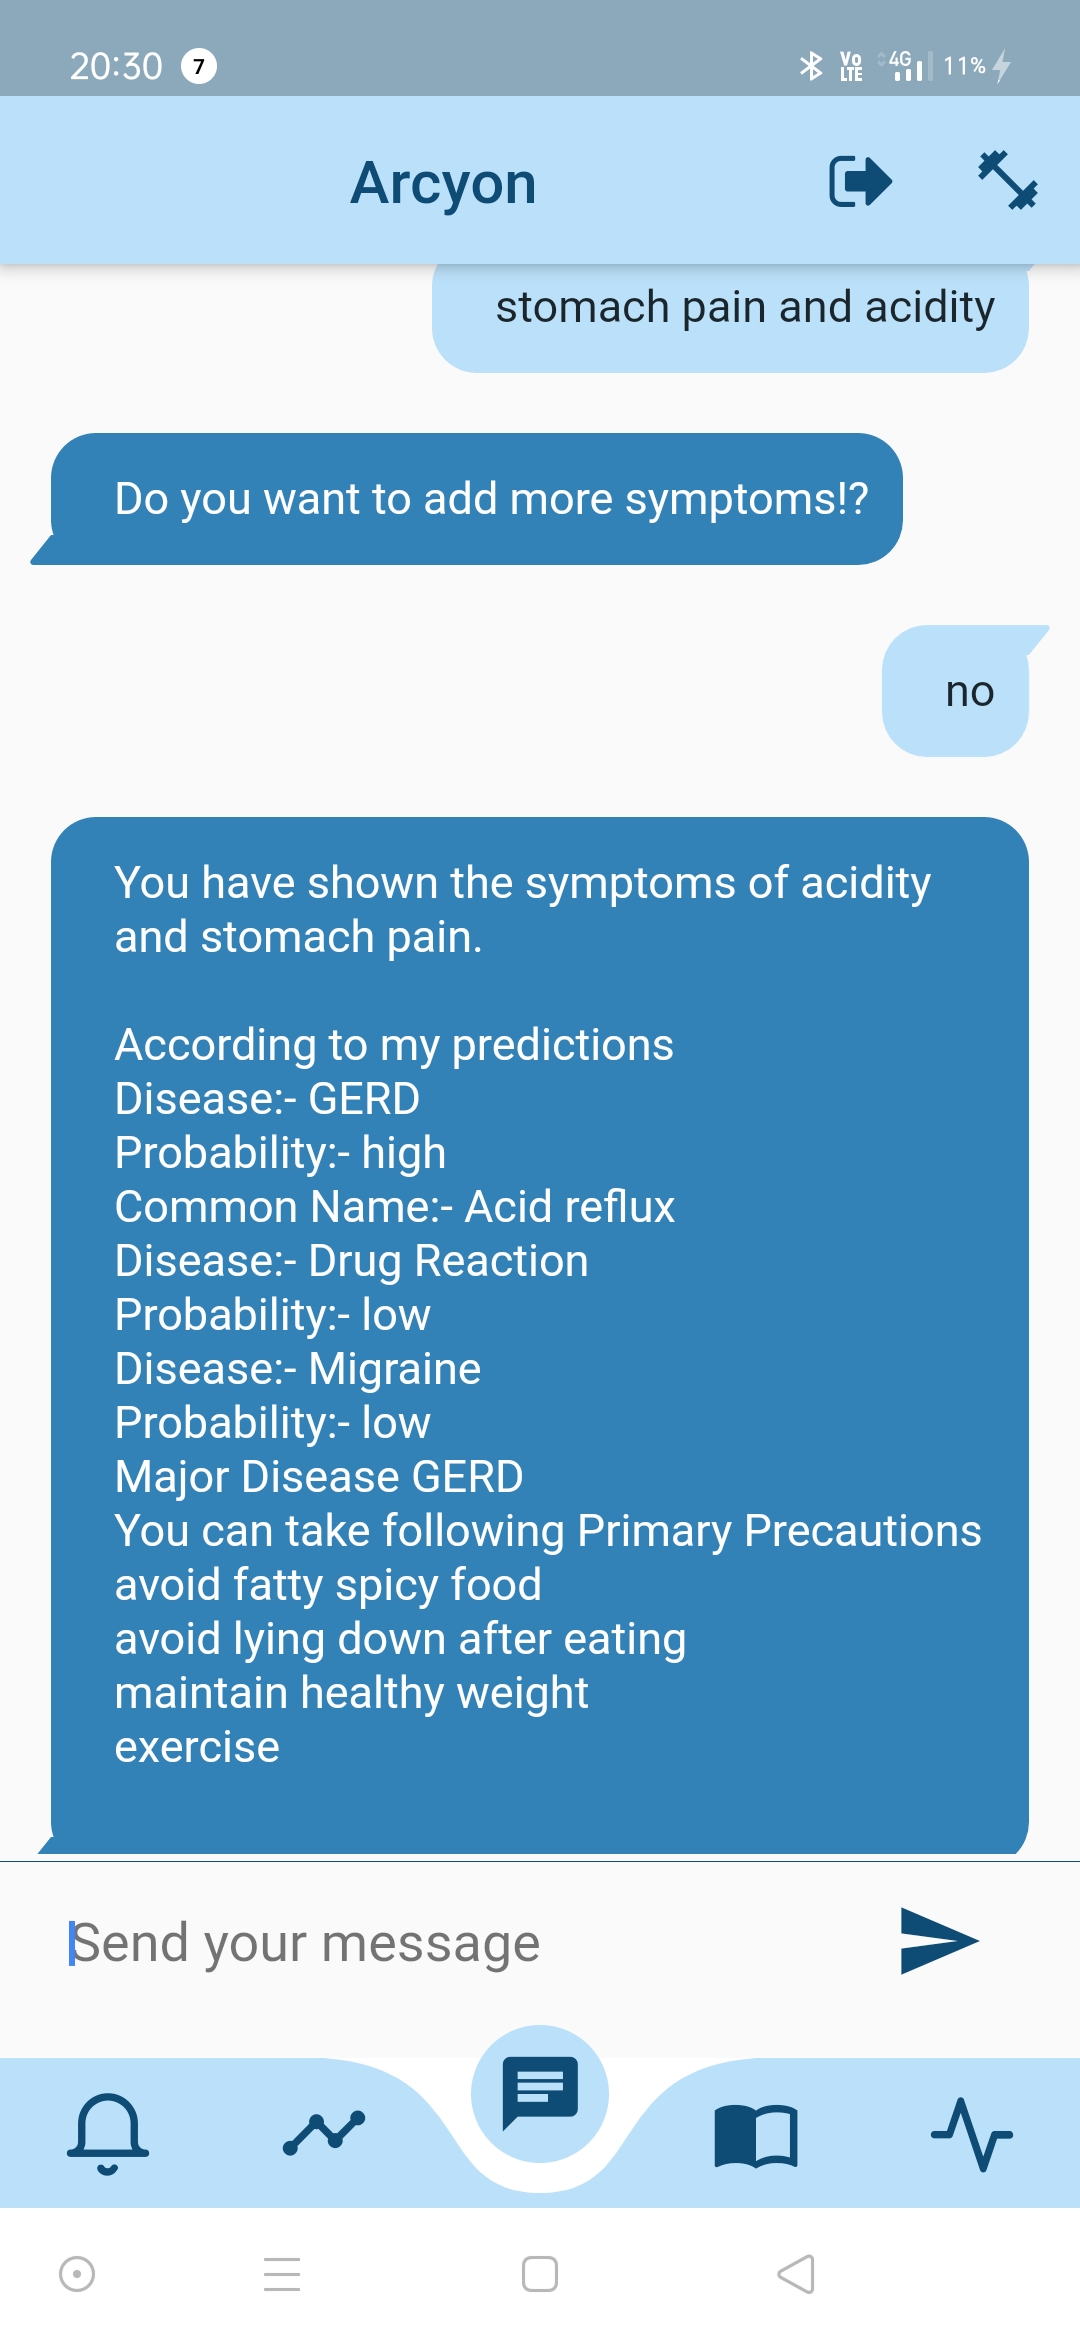 20:30 7 Vo LTE 4G 11%
Arcyon
stomach pain and acidity
Do you want to add more symptoms!?
no
You have shown the symptoms of acidity
and stomach pain.
According to my predictions
Disease:- GERD
Probability:- high
Common Name:- Acid reflux
Disease:- Drug Reaction
Probability:- low
Disease:- Migraine
Probability:- low
Major Disease GERD
You can take following Primary Precautions
avoid fatty spicy food
avoid lying down after eating
maintain healthy weight
exercise
Send your message